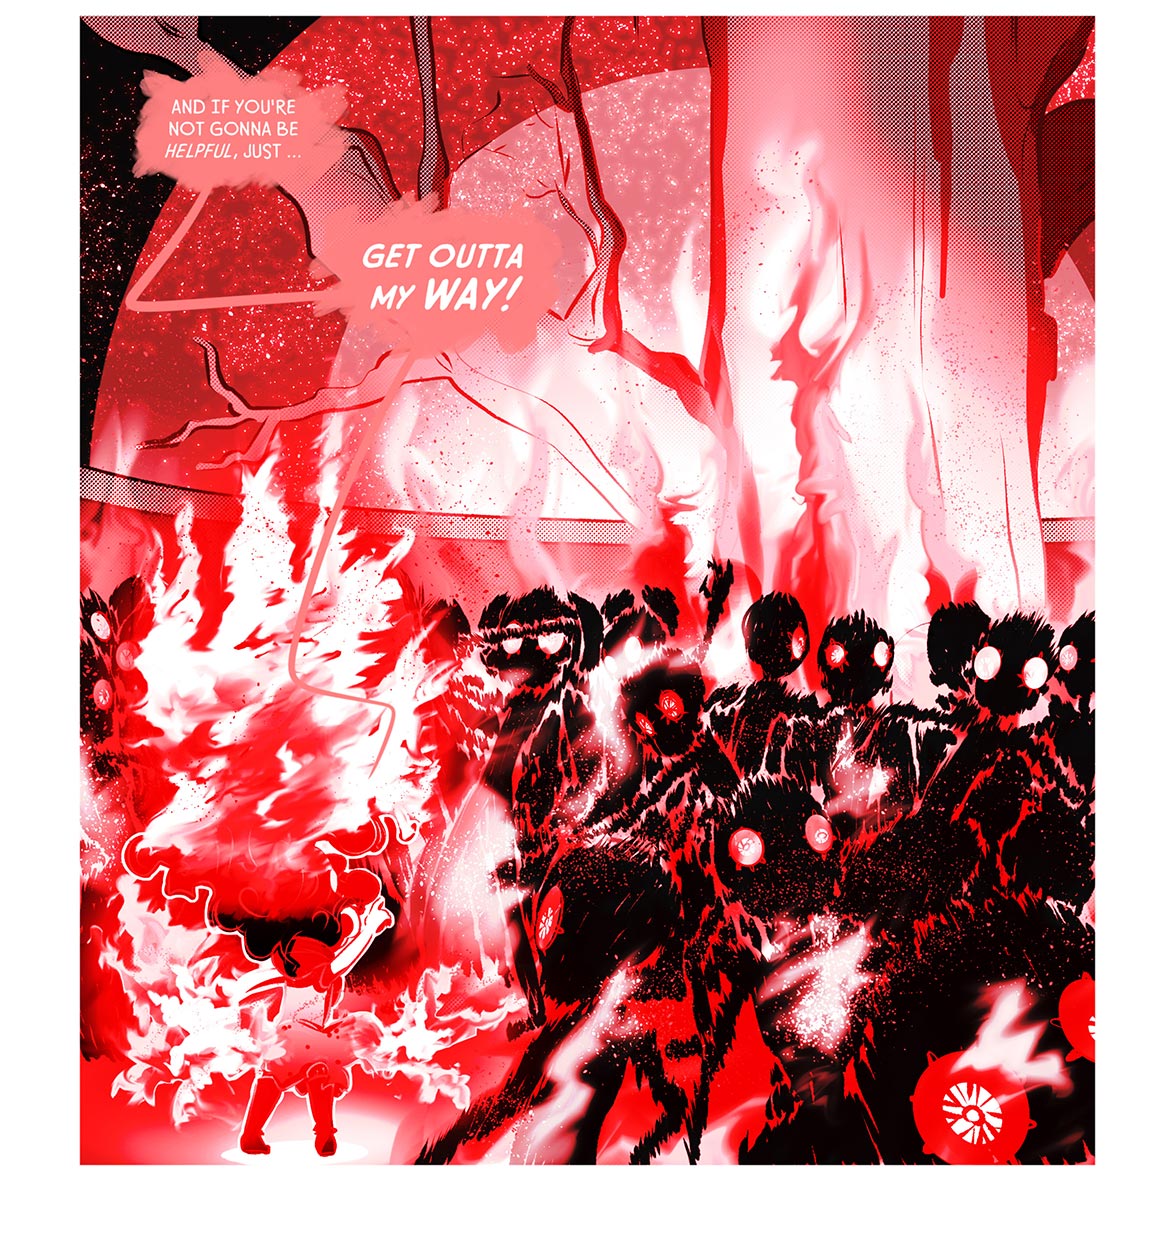 AND IF YOU'RE
NOT GONNA BE
HELPFUL, JUST ...
GET OUTTA
MY WAY!